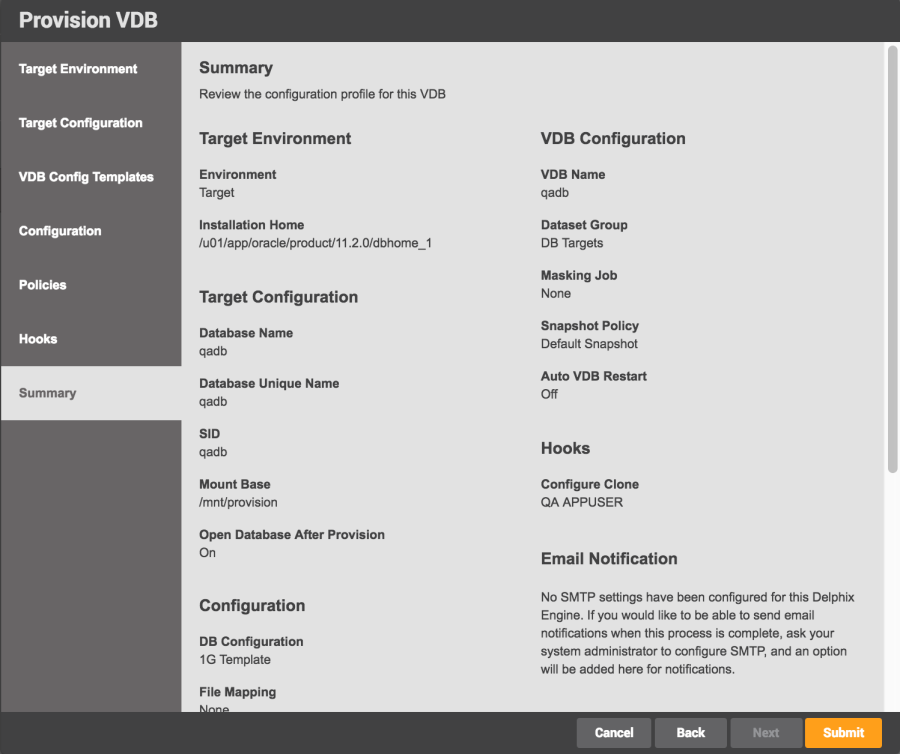 Provision VDB
Target Environment
Target Configuration
VDB Config Templates
Configuration
Policies
Hooks
Summary
Summary
Review the configuration profile for this VDB
Target Environment
Environment
Target
Installation Home
/u01/app/oracle/product/11.2.0/dbhome_1
Target Configuration
Database Name
qadb
Database Unique Name
qadb
SID
qadb
Mount Base
/mnt/provision
Open Database After Provision
On
Configuration
DB Configuration
1G Template
File Mapping
None
VDB Configuration
VDB Name
qadb
Dataset Group
DB Targets
Masking Job
None
Snapshot Policy
Default Snapshot
Auto VDB Restart
Off
Hooks
Configure Clone
QA APPUSER
Email Notification
No SMTP settings have been configured for this Delphix
Engine. If you would like to be able to send email
notifications when this process is complete, ask your
system administrator to configure SMTP, and an option
will be added here for notifications.
Cancel
Back
Next
Submit